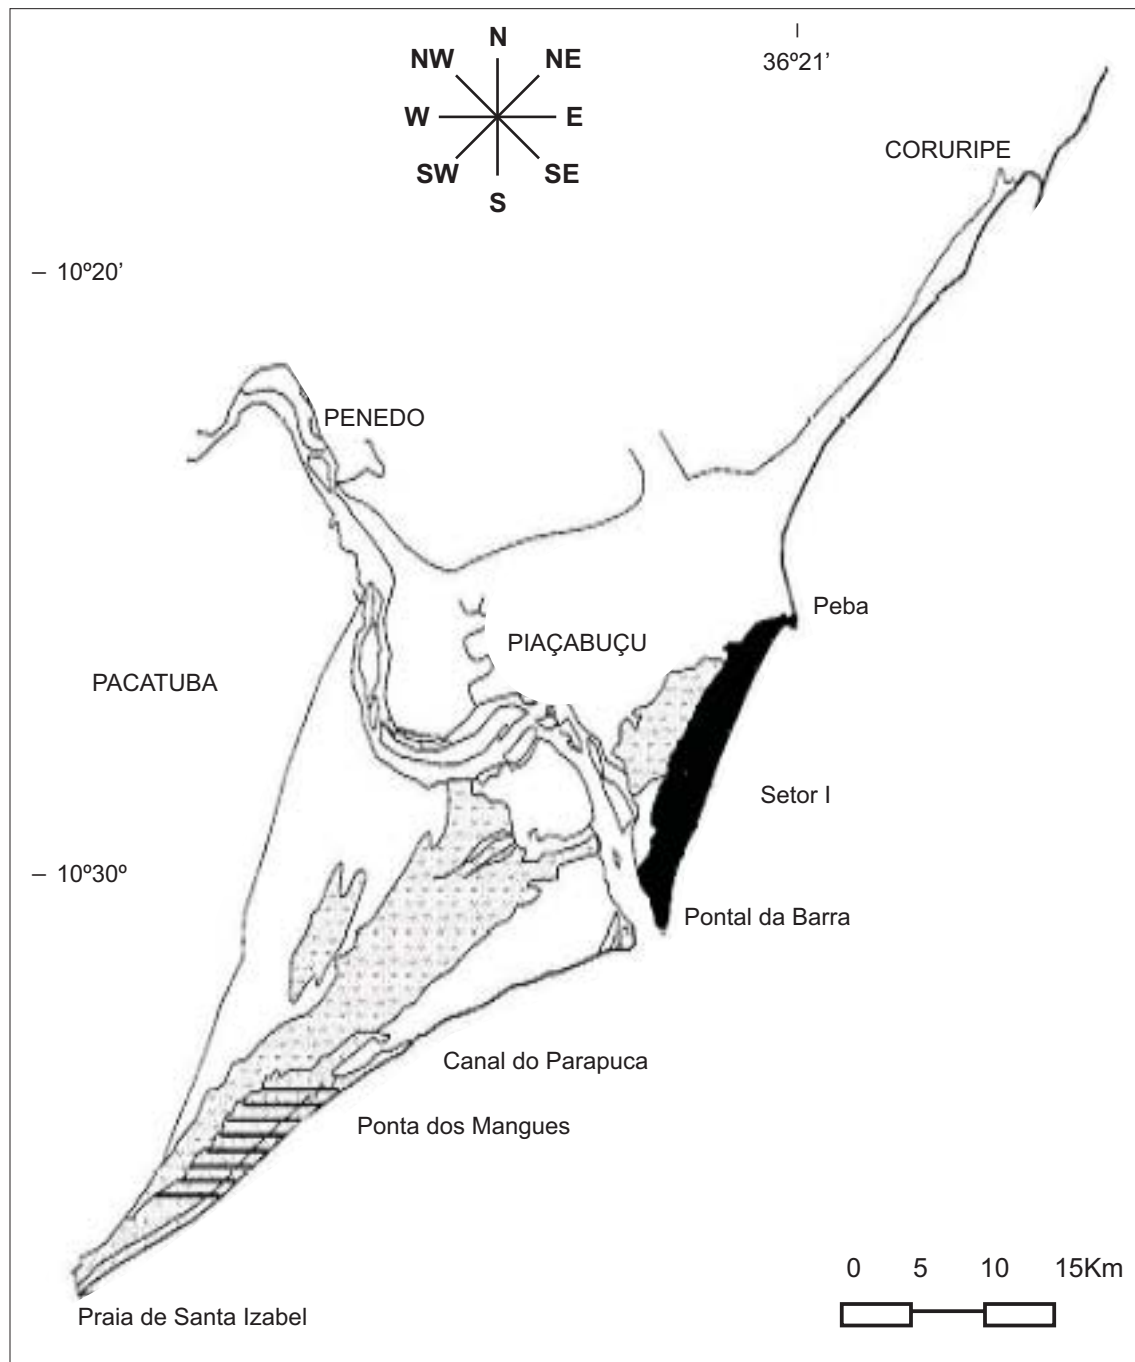 N
NW
NE
W
E
SW
SE
S
36º21'
CORURIPE
– 10º20'
PENEDO
Peba
PIAÇABUÇU
PACATUBA
Setor I
– 10º30º
Pontal da Barra
Canal do Parapuca
Ponta dos Mangues
0 5 10 15Km
Praia de Santa Izabel